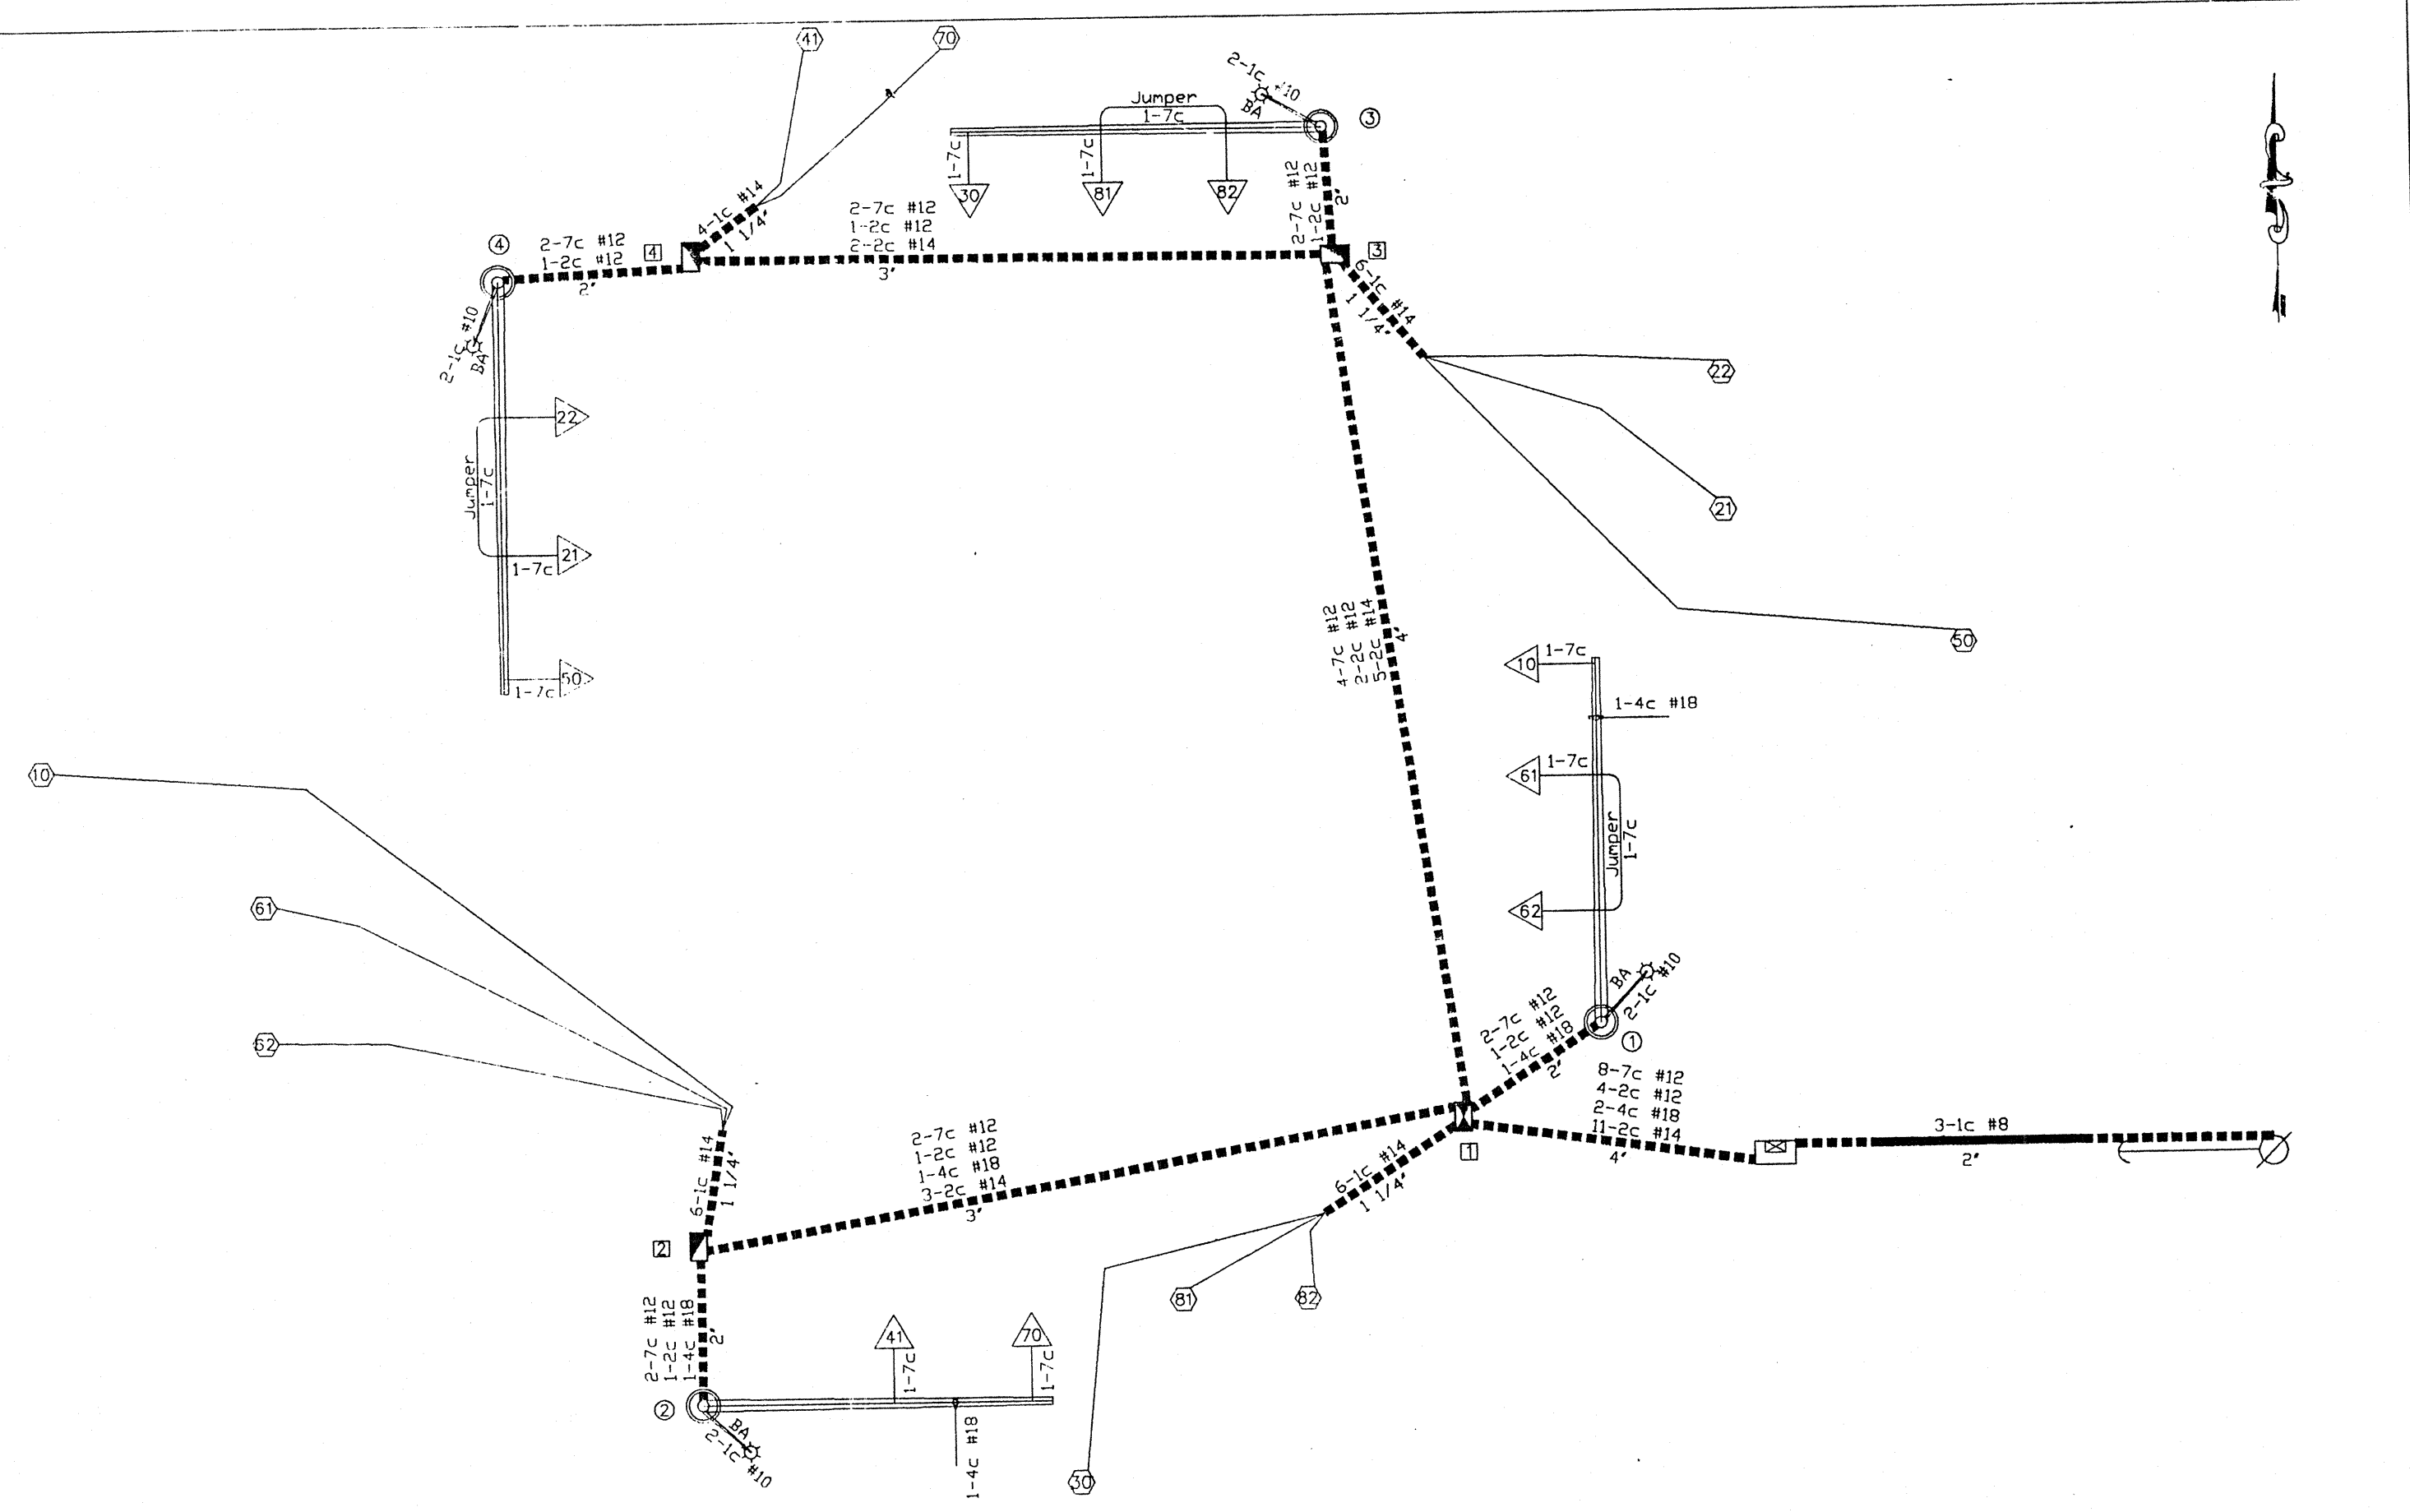 41
70
2-1c #10
BA
3
Jumper
1-7c
1-7c
1-7c
30
81
82
2-7c #12
1-2c #12
2"
4-1c #14
1 1/4"
2-7c #12
1-2c #12
2-2c #14
3"
4
2-7c #12
1-2c #12
2"
4
3
6-1c #14
1 1/4"
2-1c #10
BA
22
21
50
22
Jumper
1-7c
21
1-7c
50
1-7c
4-7c #12
2-2c #12
5-2c #14
4"
10
1-7c
1-4c #18
61
1-7c
Jumper
1-7c
62
10
61
62
BA
2-1c #10
1
2-7c #12
1-2c #12
1-4c #18
2"
8-7c #12
4-2c #12
2-4c #18
11-2c #14
4"
3-1c #8
2"
1
2-7c #12
1-2c #12
1-4c #18
3-2c #14
3"
6-1c #14
1 1/4"
6-1c #14
1 1/4"
2
81
82
30
2-7c #12
1-2c #12
1-4c #18
2"
41
1-7c
70
1-7c
2
BA
2-1c #10
1-4c #18